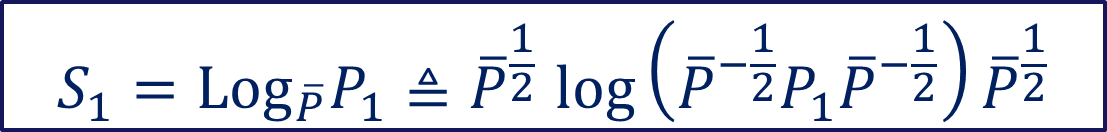 S₁ = Log_P̄ P₁ ≜ P̄^(1/2) log (P̄^(-1/2) P₁ P̄^(-1/2)) P̄^(1/2)